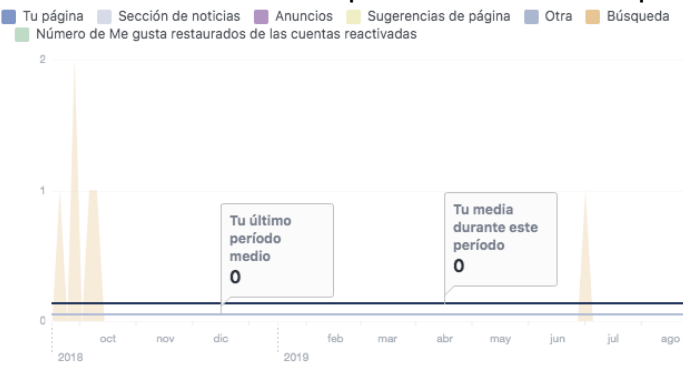 Tu página Sección de noticias Anuncios Sugerencias de página Otra Búsqueda
Número de Me gusta restaurados de las cuentas reactivadas
2
1
Tu último
período
medio
0
Tu media
durante este
período
0
0
oct nov dic feb mar abr may jun jul ago
2018 2019